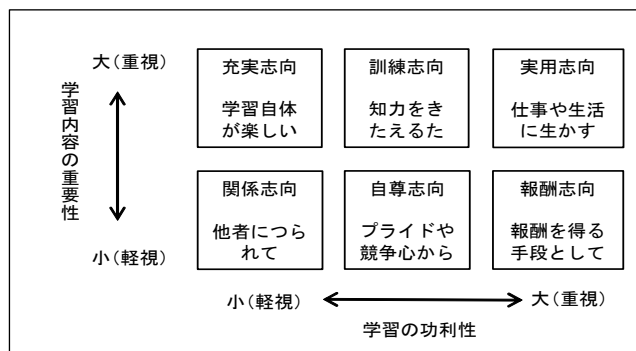 大（重視）
学習内容の重要性
小（軽視）
充実志向
学習自体
が楽しい
訓練志向
知力をき
たえるた
実用志向
仕事や生活
に生かす
関係志向
他者につら
れて
自尊志向
プライドや
競争心から
報酬志向
報酬を得る
手段として
小（軽視）
大（重視）
学習の功利性